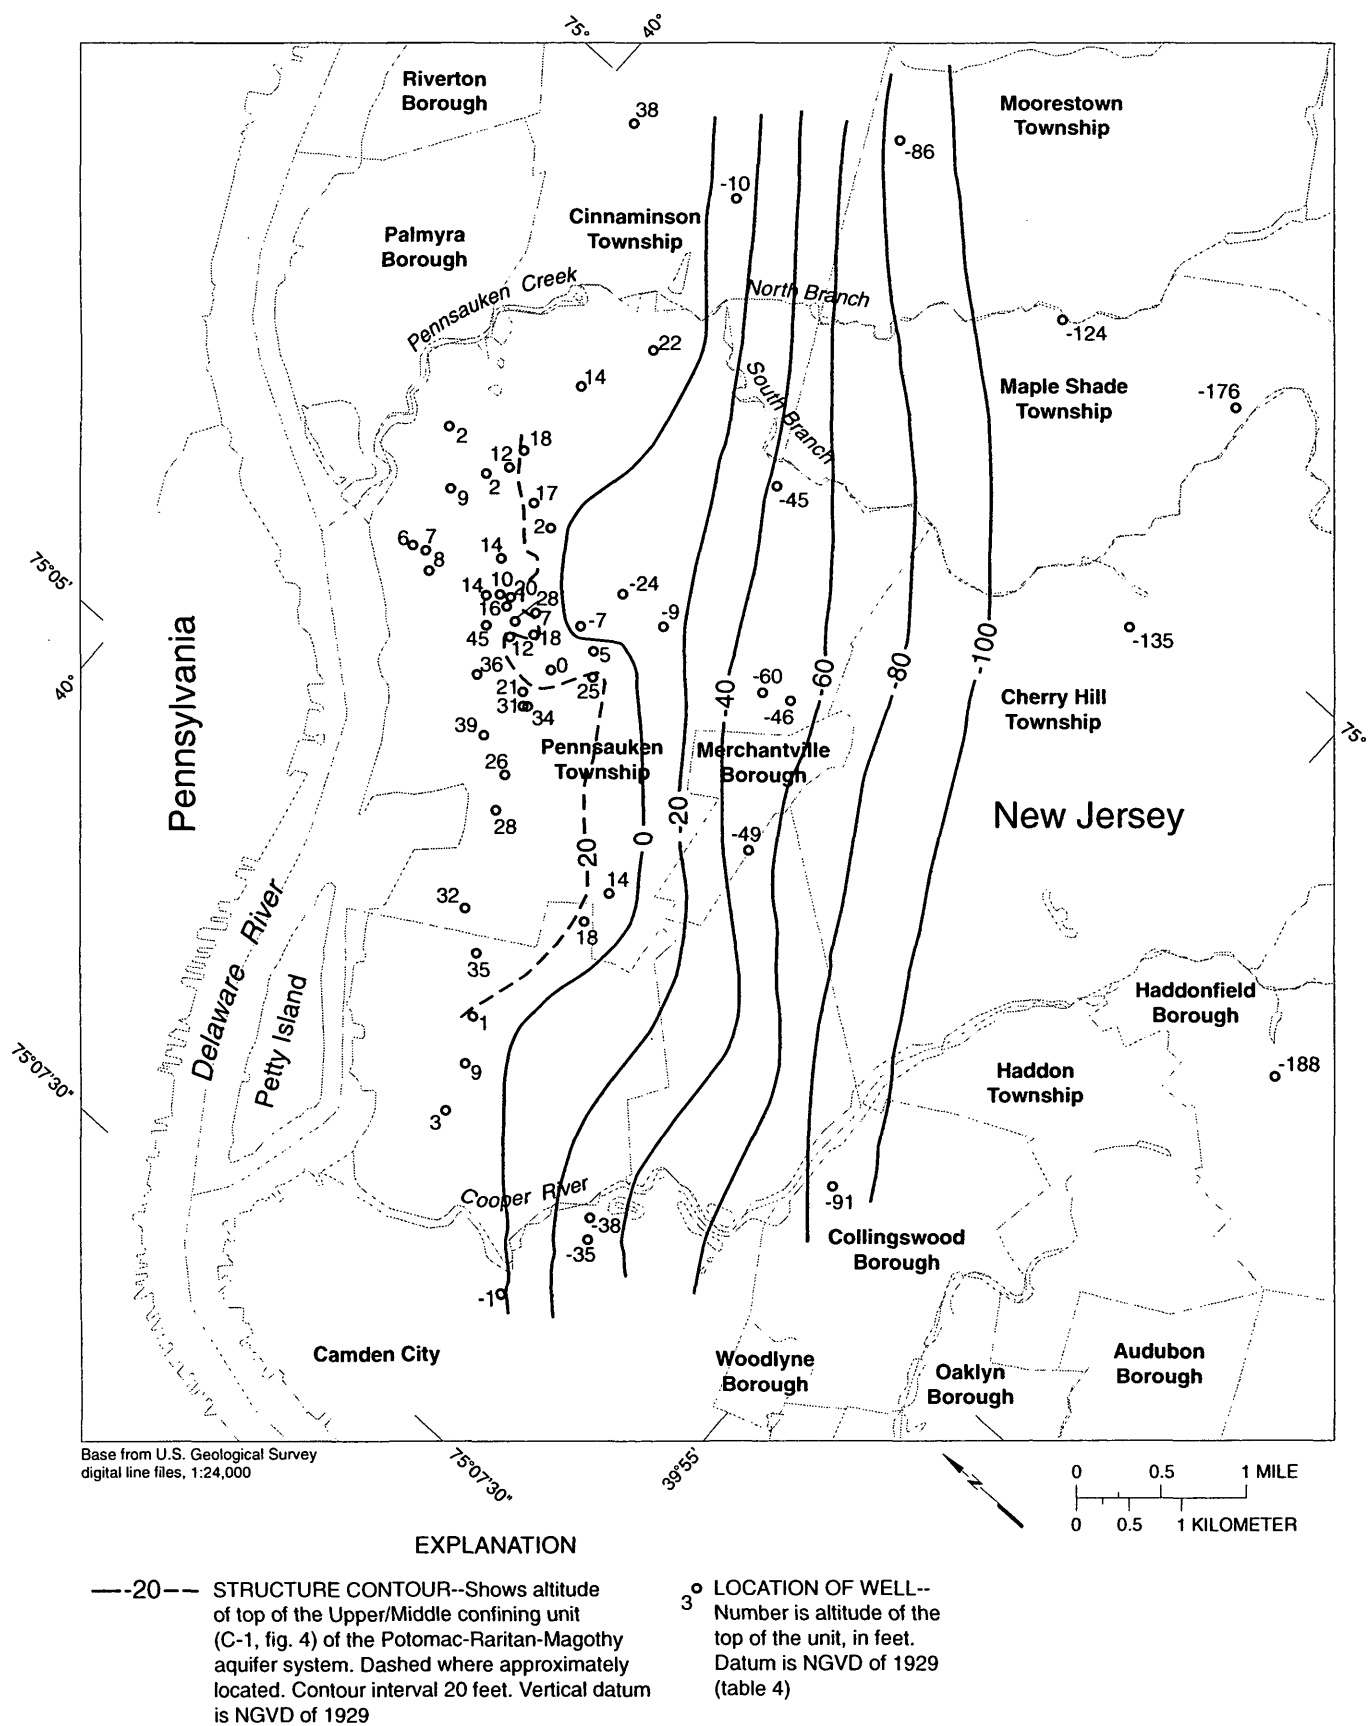 75°
40°
Riverton
Borough
38
Moorestown
Township
-86
-10
Cinnaminson
Township
Palmyra
Borough
Pennsauken Creek
North Branch
-124
22
14
South Branch
Maple Shade
Township
-176
2
18
12
2
9
17
-45
2
6
7
8
14
75°05'
14
10
20
-24
16
28
7
-7
-9
45
12
18
-135
5
36
0
-60
-80
-100
40°
21
25
-40
-60
-46
Cherry Hill
Township
31
34
75°
39
Pennsauken
Township
Merchantville
Borough
26
Pennsylvania
28
20
0
-20
-49
New Jersey
14
32
18
35
Delaware River
Petty Island
1
Haddonfield
Borough
75°07'30"
9
Haddon
Township
-188
3
Cooper River
-91
-38
-35
Collingswood
Borough
-1
Camden City
Woodlyne
Borough
Oaklyn
Borough
Audubon
Borough
Base from U.S. Geological Survey
digital line files, 1:24,000
75°07'30"
39°55'
N
0 0.5 1 MILE
0 0.5 1 KILOMETER
EXPLANATION
-20
STRUCTURE CONTOUR--Shows altitude
of top of the Upper/Middle confining unit
(C-1, fig. 4) of the Potomac-Raritan-Magothy
aquifer system. Dashed where approximately
located. Contour interval 20 feet. Vertical datum
is NGVD of 1929
3
LOCATION OF WELL--
Number is altitude of the
top of the unit, in feet.
Datum is NGVD of 1929
(table 4)